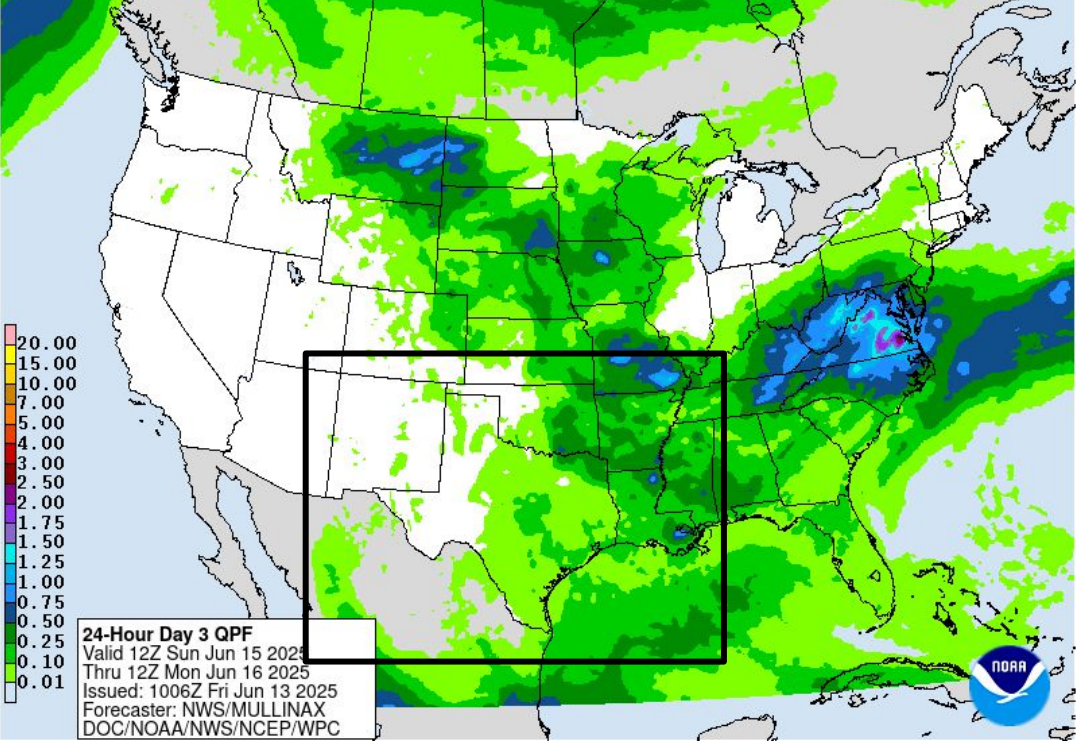 20.00
15.00
10.00
7.00
5.00
4.00
3.00
2.50
2.00
1.75
1.50
1.25
1.00
0.75
0.50
0.25
0.10
0.01
24-Hour Day 3 QPF
Valid 12Z Sun Jun 15 2025
Thru 12Z Mon Jun 16 2025
Issued: 1006Z Fri Jun 13 2025
Forecaster: NWS/MULLINAX
DOC/NOAA/NWS/NCEP/WPC
NOAA